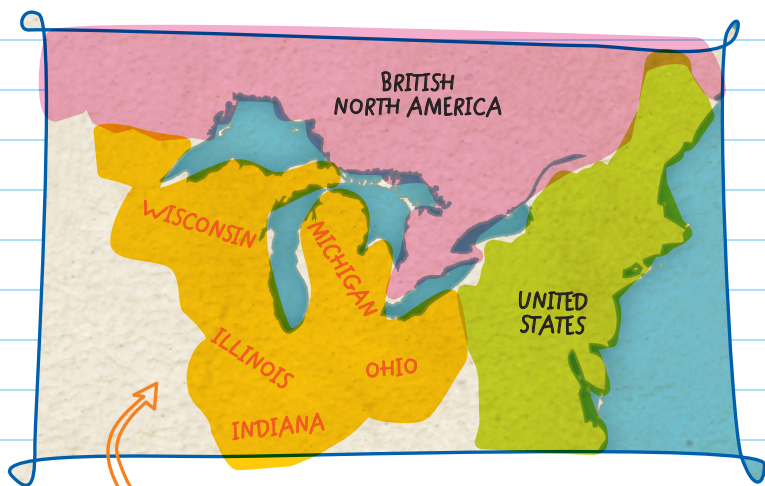 BRITISH
NORTH AMERICA
WISCONSIN
MICHIGAN
UNITED
STATES
ILLINOIS
OHIO
INDIANA